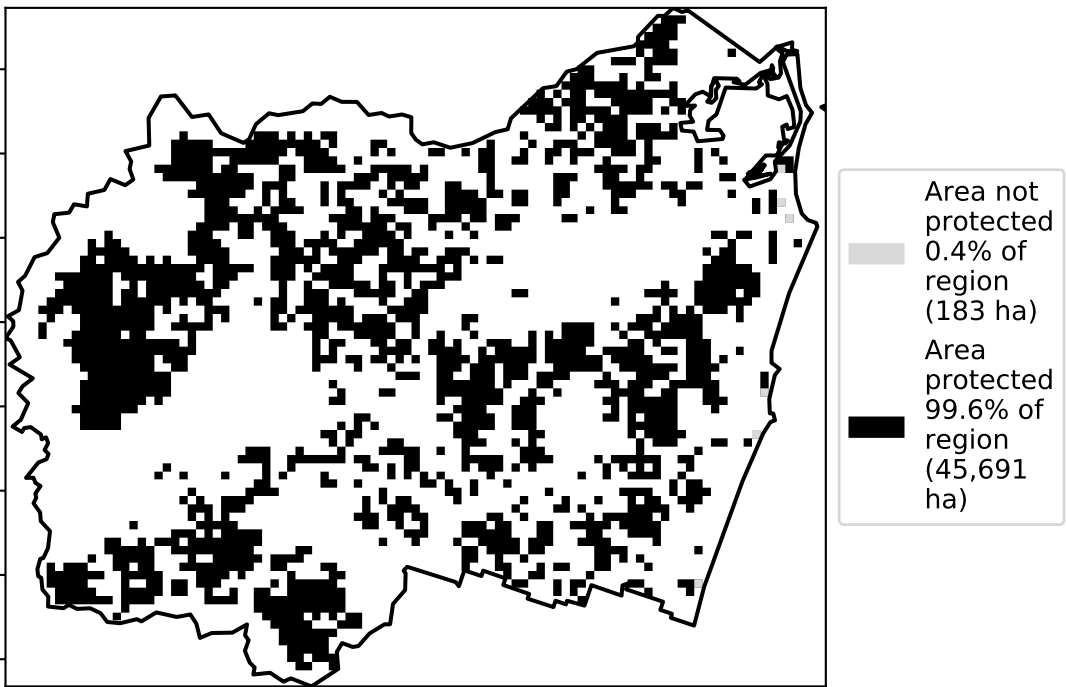 Area not
protected
0.4% of
region
(183 ha)
Area
protected
99.6% of
region
(45,691
ha)